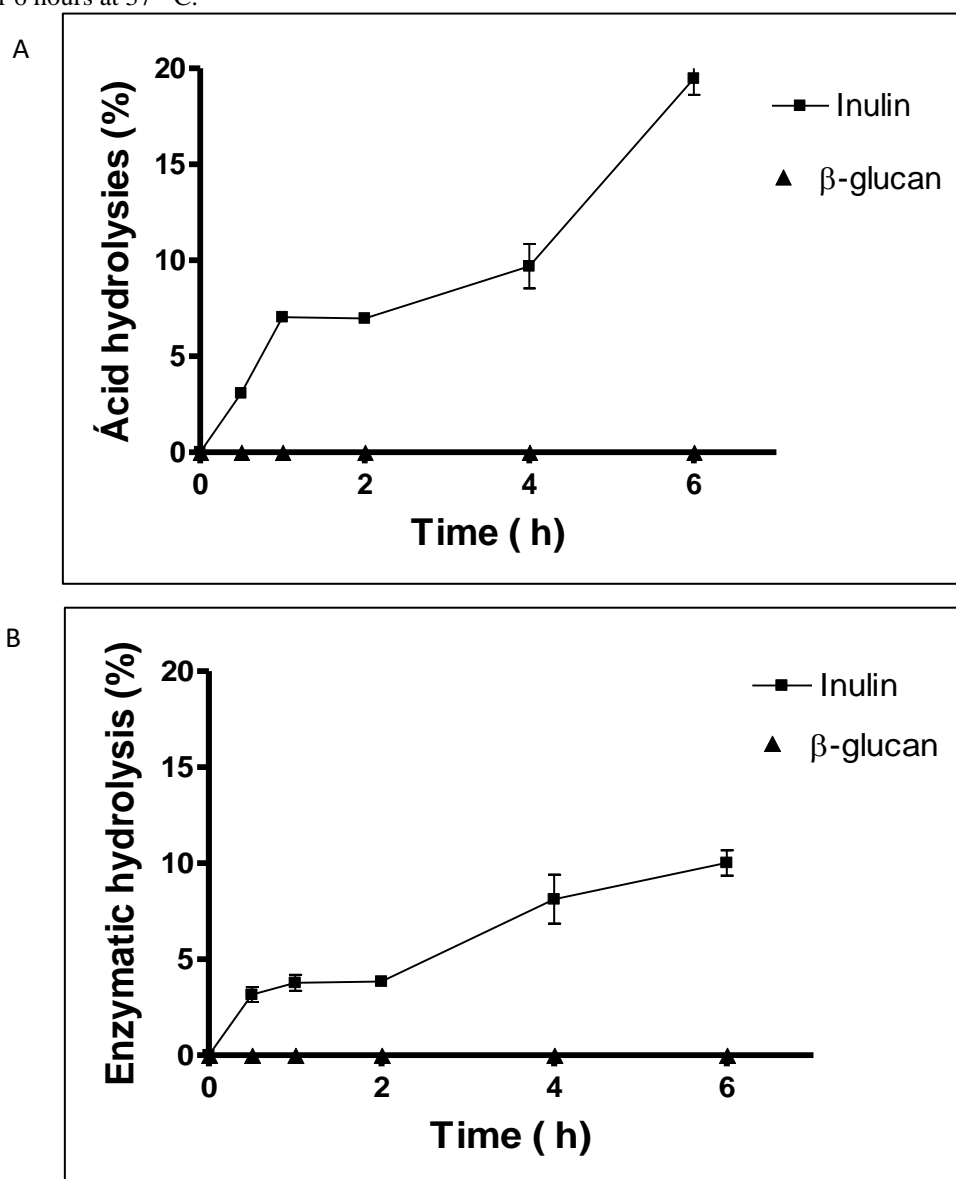 6 hours at 37 °C.
A
20
15
10
5
0
Ácid hydrolysies (%)
0 2 4 6
Time ( h)
Inulin
β-glucan
B
20
15
10
5
0
Enzymatic hydrolysis (%)
0 2 4 6
Time ( h)
Inulin
β-glucan